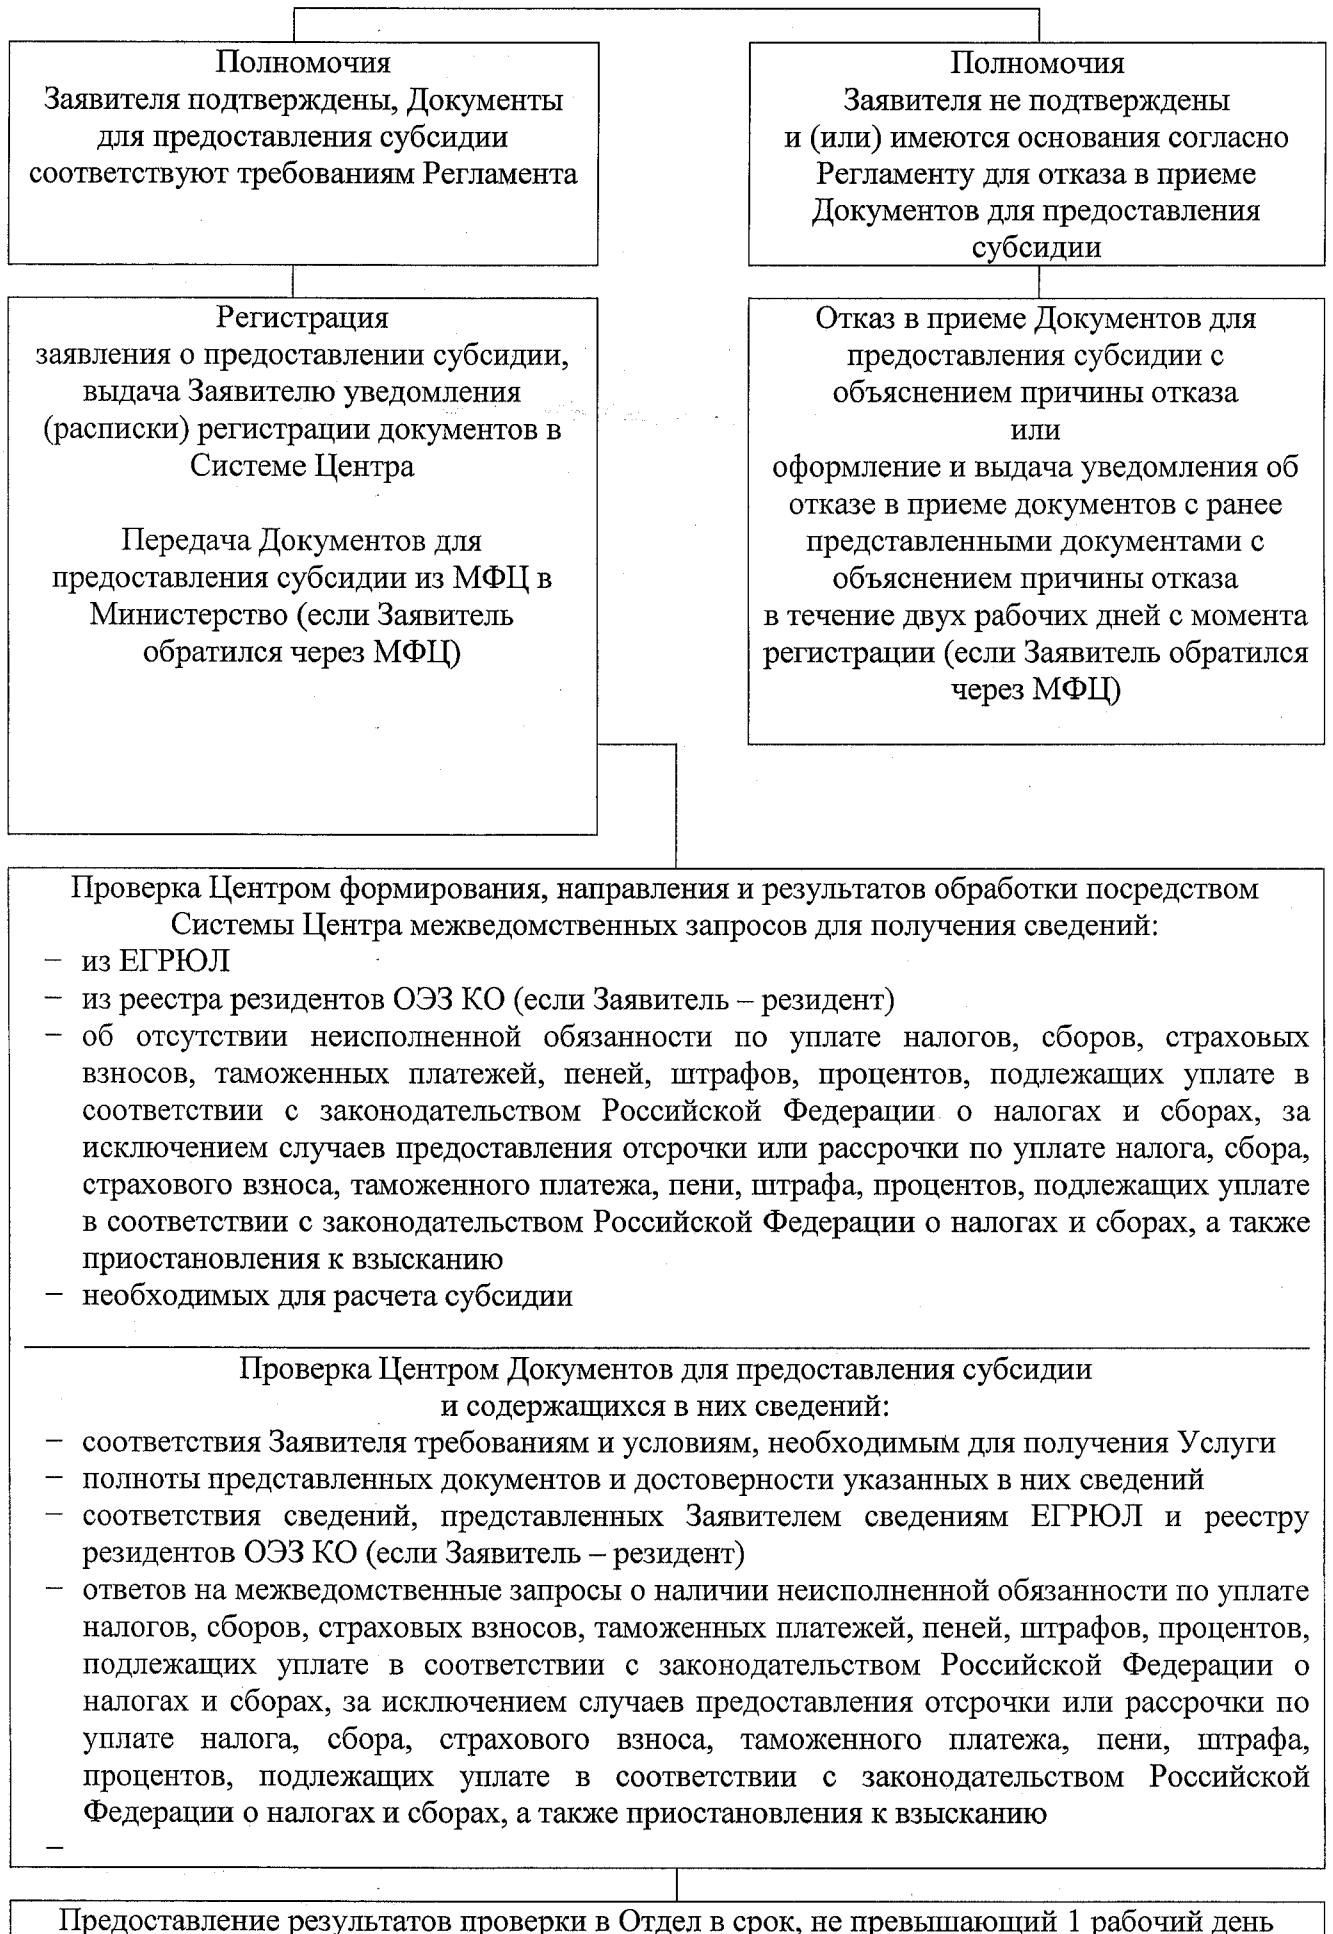 Полномочия
Заявителя подтверждены, Документы
для предоставления субсидии
соответствуют требованиям Регламента
Полномочия
Заявителя не подтверждены
и (или) имеются основания согласно
Регламенту для отказа в приеме
Документов для предоставления
субсидии
Регистрация
заявления о предоставлении субсидии,
выдача Заявителю уведомления
(расписки) регистрации документов в
Системе Центра
Передача Документов для
предоставления субсидии из МФЦ в
Министерство (если Заявитель
обратился через МФЦ)
Отказ в приеме Документов для
предоставления субсидии с
объяснением причины отказа
или
оформление и выдача уведомления об
отказе в приеме документов с ранее
представленными документами с
объяснением причины отказа
в течение двух рабочих дней с момента
регистрации (если Заявитель обратился
через МФЦ)
Проверка Центром формирования, направления и результатов обработки посредством
Системы Центра межведомственных запросов для получения сведений:
– из ЕГРЮЛ
– из реестра резидентов ОЭЗ КО (если Заявитель – резидент)
– об отсутствии неисполненной обязанности по уплате налогов, сборов, страховых
взносов, таможенных платежей, пеней, штрафов, процентов, подлежащих уплате в
соответствии с законодательством Российской Федерации о налогах и сборах, за
исключением случаев предоставления отсрочки или рассрочки по уплате налога, сбора,
страхового взноса, таможенного платежа, пени, штрафа, процентов, подлежащих уплате
в соответствии с законодательством Российской Федерации о налогах и сборах, а также
приостановления к взысканию
– необходимых для расчета субсидии
Проверка Центром Документов для предоставления субсидии
и содержащихся в них сведений:
– соответствия Заявителя требованиям и условиям, необходимым для получения Услуги
– полноты представленных документов и достоверности указанных в них сведений
– соответствия сведений, представленных Заявителем сведениям ЕГРЮЛ и реестру
резидентов ОЭЗ КО (если Заявитель – резидент)
– ответов на межведомственные запросы о наличии неисполненной обязанности по уплате
налогов, сборов, страховых взносов, таможенных платежей, пеней, штрафов, процентов,
подлежащих уплате в соответствии с законодательством Российской Федерации о
налогах и сборах, за исключением случаев предоставления отсрочки или рассрочки по
уплате налога, сбора, страхового взноса, таможенного платежа, пени, штрафа,
процентов, подлежащих уплате в соответствии с законодательством Российской
Федерации о налогах и сборах, а также приостановления к взысканию
–
Предоставление результатов проверки в Отдел в срок, не превышающий 1 рабочий день